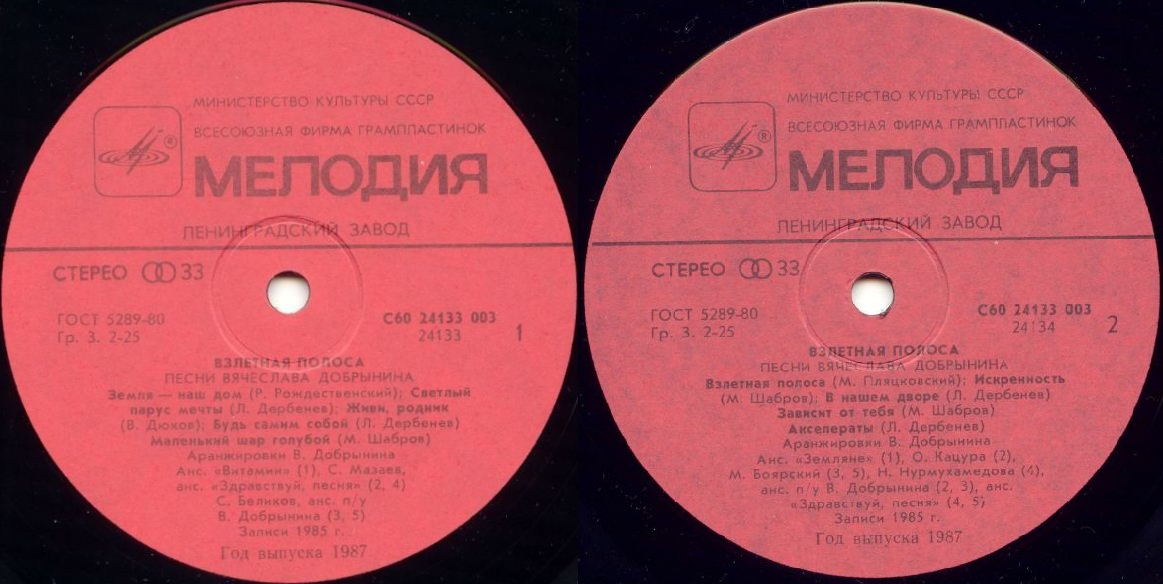 МИНИСТЕРСТВО КУЛЬТУРЫ СССР
ВСЕСОЮЗНАЯ ФИРМА ГРАМПЛАСТИНОК
®
МЕЛОДИЯ
ЛЕНИНГРАДСКИЙ ЗАВОД
СТЕРЕО 33
ГОСТ 5289-80
Гр. 3. 2-25
С60 24133 003
24133
1
ВЗЛЕТНАЯ ПОЛОСА
ПЕСНИ ВЯЧЕСЛАВА ДОБРЫНИНА
Земля — наш дом (Р. Рождественский); Светлый
парус мечты (Л. Дербенев); Живи, родник
(В. Дюков); Будь самим собой (Л. Дербенев)
Маленький шар голубой (М. Шабров)
Аранжировки В. Добрынина
Анс. «Витамин» (1), С. Мазаев,
анс. «Здравствуй, песня» (2, 4)
С. Беликов, анс. п/у
В. Добрынина (3, 5)
Записи 1985 г.
Год выпуска 1987
МИНИСТЕРСТВО КУЛЬТУРЫ СССР
ВСЕСОЮЗНАЯ ФИРМА ГРАМПЛАСТИНОК
®
МЕЛОДИЯ
ЛЕНИНГРАДСКИЙ ЗАВОД
СТЕРЕО 33
ГОСТ 5289-80
Гр. 3. 2-25
С60 24133 003
24134
2
ВЗЛЕТНАЯ ПОЛОСА
ПЕСНИ ВЯЧЕСЛАВА ДОБРЫНИНА
Взлетная полоса (М. Пляцковский); Искренность
(М. Шабров); В нашем дворе (Л. Дербенев)
Зависит от тебя (М. Шабров)
Акселераты (Л. Дербенев)
Аранжировки В. Добрынина
Анс. «Земляне» (1), О. Кацура (2),
М. Боярский (3, 5), Н. Нурмухамедова (4),
анс. п/у В. Добрынина (2, 3), анс.
«Здравствуй, песня» (4, 5)
Записи 1985 г.
Год выпуска 1987